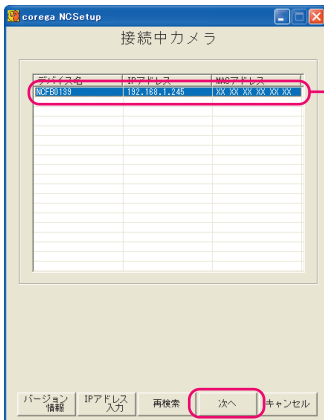 corega NCSetup
接続中カメラ
デバイス名 IPアドレス MACアドレス
NCFB0139 192.168.1.245 XX XX XX XX XX XX
バージョン情報 IPアドレス入力 再検索 次へ キャンセル